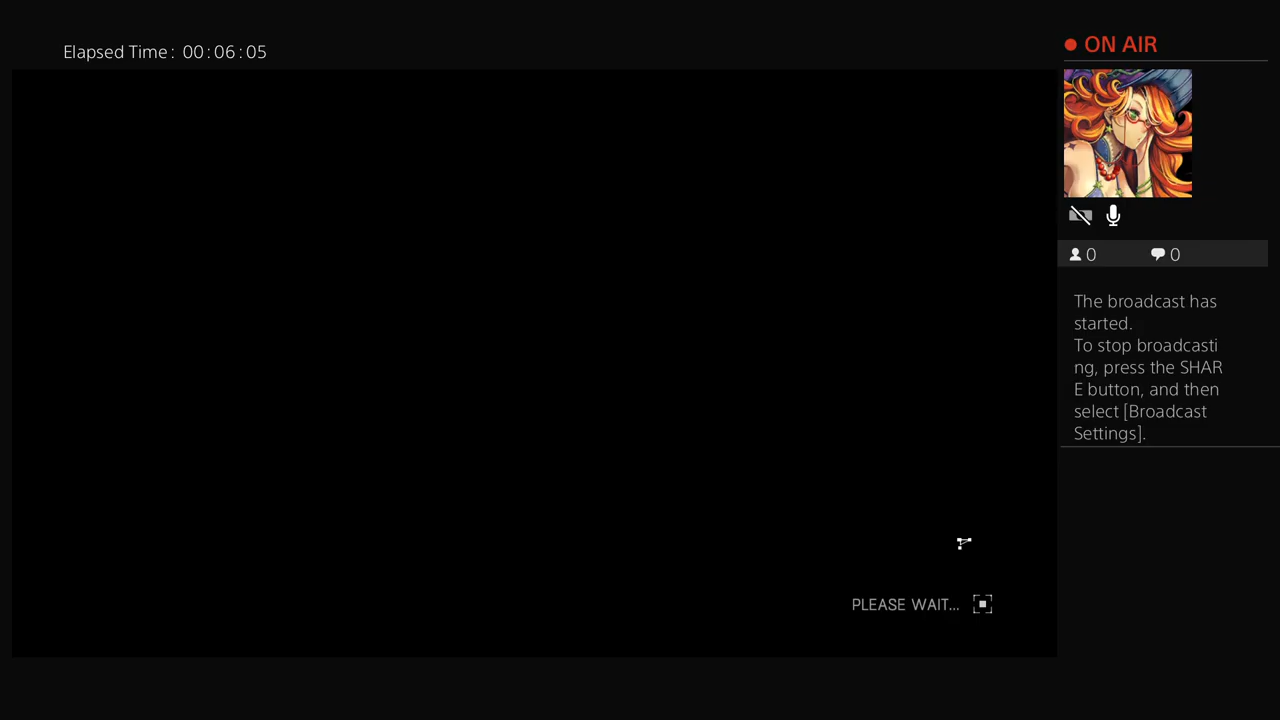 Elapsed Time: 00:06:05
ON AIR
0 0
The broadcast has
started.
To stop broadcasti
ng, press the SHAR
E button, and then
select [Broadcast
Settings].
PLEASE WAIT...